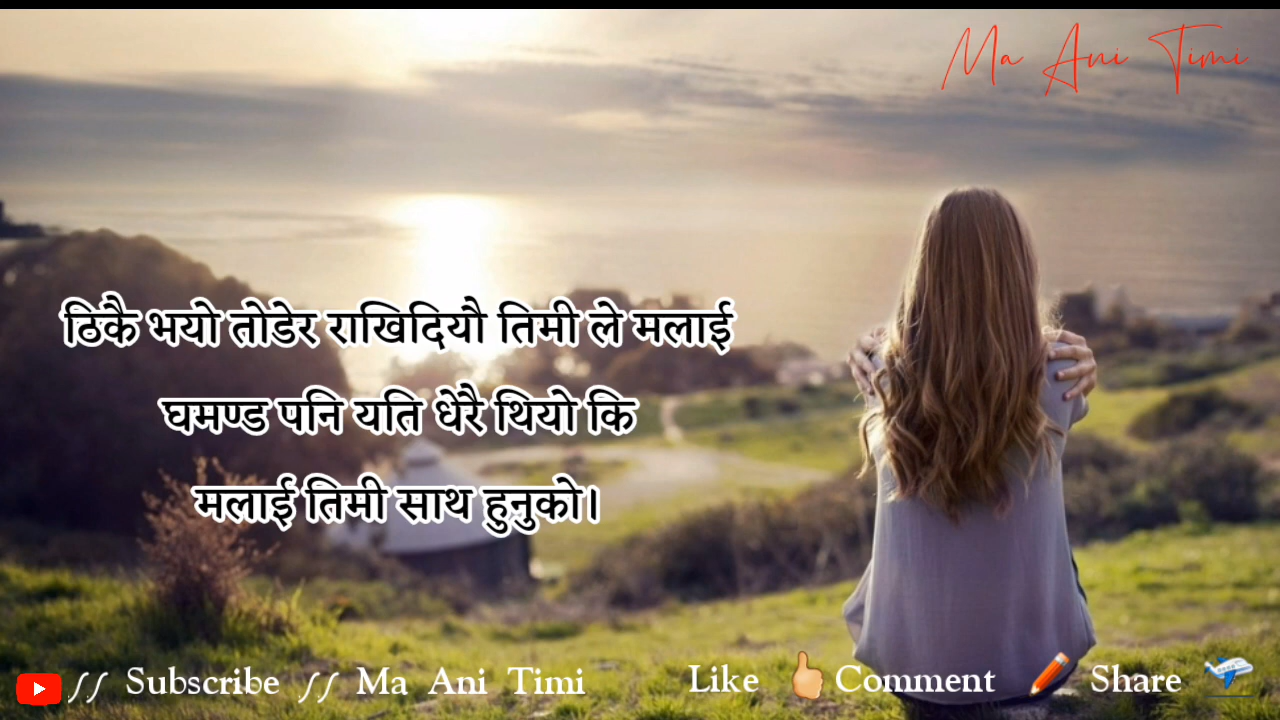 Ma Ani Timi
ठिकै भयो तोडेर राखिदियौ तिमी ले मलाई
घमण्ड पनि यति धेरै थियो कि
मलाई तिमी साथ हुनुको।
// Subscribe // Ma Ani Timi Like Comment Share